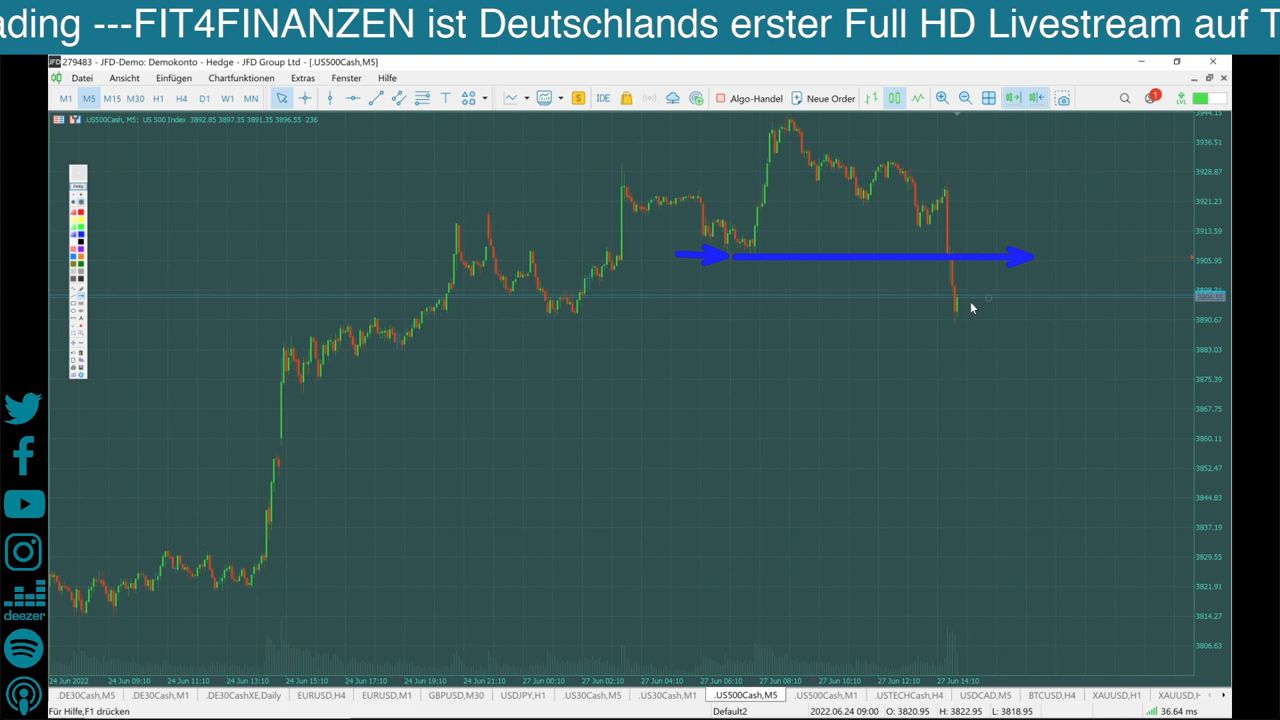 ading ---FIT4FINANZEN ist Deutschlands erster Full HD Livestream auf T
JFD 279483 - JFD-Demo: Demokonto - Hedge - JFD Group Ltd - [.US500Cash,M5]
Datei Ansicht Einfügen Chartfunktionen Extras Fenster Hilfe
M1 M5 M15 M30 H1 H4 D1 W1 MN T IDE Algo-Handel Neue Order 1 LVL
.US500Cash, M5: US 500 Index 3892.85 3897.35 3891.35 3896.55 236
3944.15
3936.51
3928.87
3921.23
3913.59
3905.95
3896.55
3890.67
3883.03
3875.39
3867.75
3860.11
3852.47
3844.83
3837.19
3829.55
3821.91
3814.27
3806.63
deezer
24 Jun 2022 24 Jun 09:10 24 Jun 11:10 24 Jun 13:10 24 Jun 15:10 24 Jun 17:10 24 Jun 19:10 24 Jun 21:10 27 Jun 00:10 27 Jun 02:10 27 Jun 04:10 27 Jun 06:10 27 Jun 08:10 27 Jun 10:10 27 Jun 12:10 27 Jun 14:10
.DE30Cash,M5 .DE30Cash,M1 .DE30CashXE,Daily EURUSD,H4 EURUSD,M1 GBPUSD,M30 USDJPY,H1 .US30Cash,M5 .US30Cash,M1 .US500Cash,M5 .US500Cash,M1 .USTECHCash,H4 USDCAD,M5 BTCUSD,H4 XAUUSD,H1 XAUUSD,
Für Hilfe,F1 drücken Default2 2022.06.24 09:00 O: 3820.95 H: 3822.95 L: 3818.95 36.64 ms